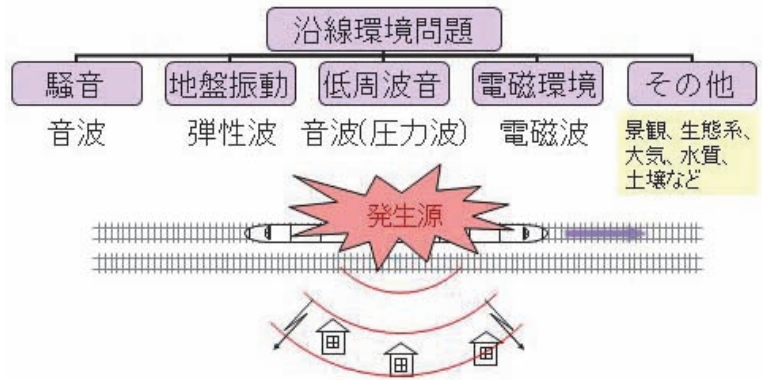 沿線環境問題
騒音 地盤振動 低周波音 電磁環境 その他
音波 弾性波 音波(圧力波) 電磁波
景観、生態系、
大気、水質、
土壌など
発生源